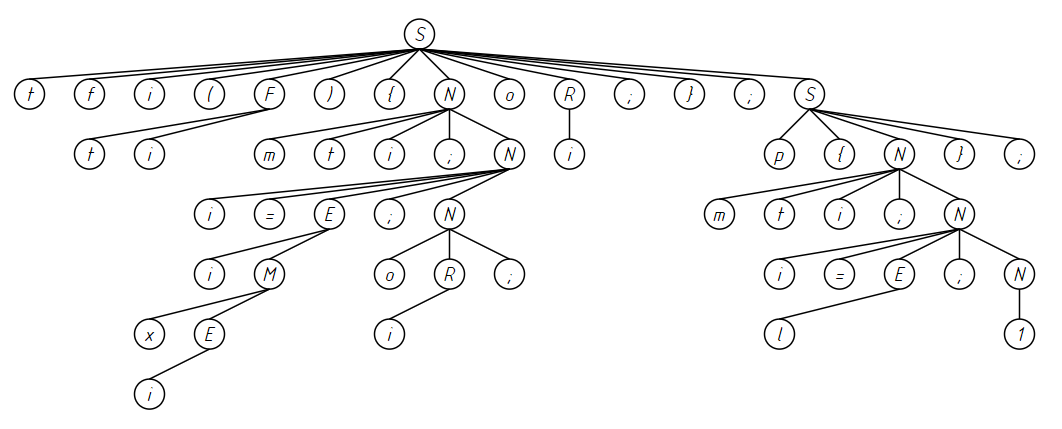 S
t f i ( F ) { N o R ; } ; S
t i m t i ; N i p { N } ;
i = E ; N m t i ; N
i M o R ; i = E ; N
x E i l 1
i